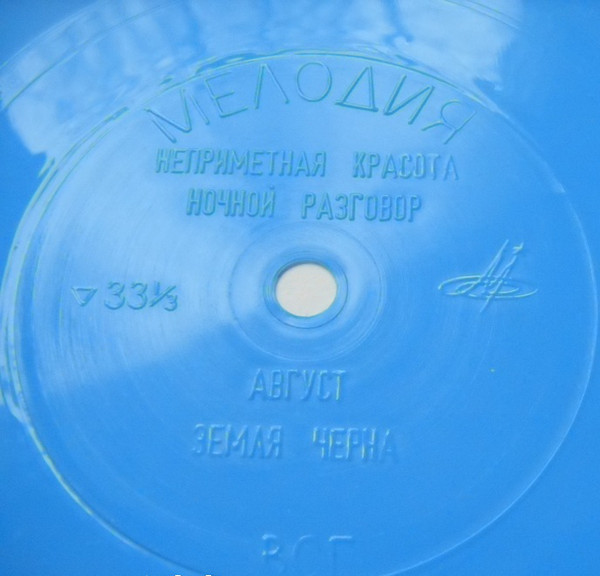 МЕЛОДИЯ
НЕПРИМЕТНАЯ КРАСОТА
НОЧНОЙ РАЗГОВОР
33⅓
АВГУСТ
ЗЕМЛЯ ЧЕРНА